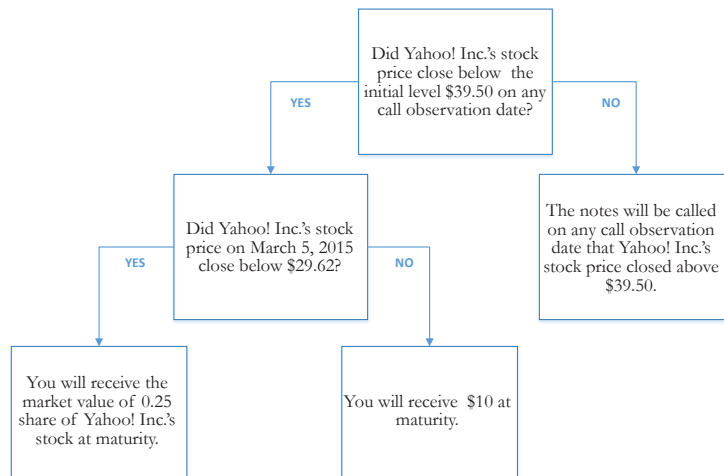 Did Yahoo! Inc.'s stock
price close below the
initial level $39.50 on any
call observation date?
YES
NO
Did Yahoo! Inc.'s stock
price on March 5, 2015
close below $29.62?
The notes will be called
on any call observation
date that Yahoo! Inc.'s
stock price closed above
$39.50.
YES
NO
You will receive the
market value of 0.25
share of Yahoo! Inc.'s
stock at maturity.
You will receive $10 at
maturity.